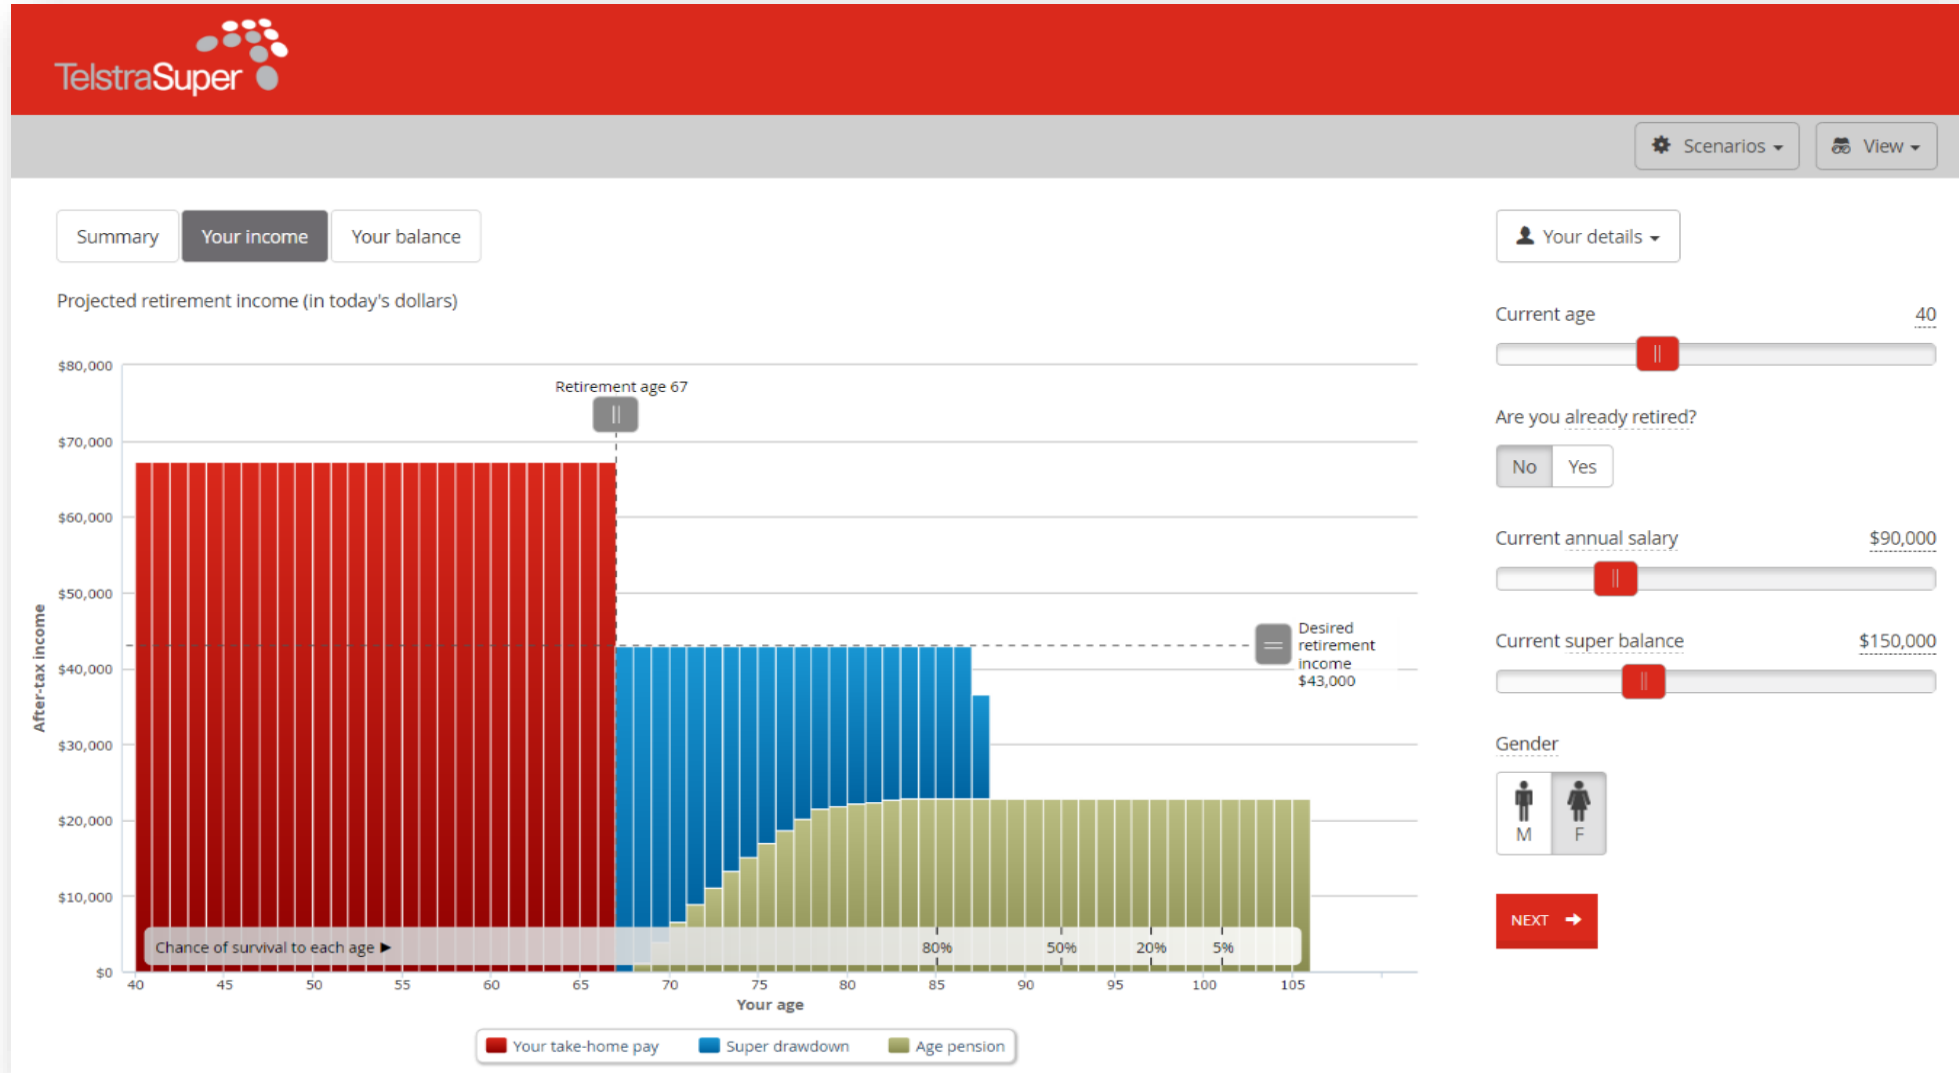 TelstraSuper
Scenarios
View
Summary
Your income
Your balance
Your details
Projected retirement income (in today's dollars)
Current age
40
Are you already retired?
No
Yes
Current annual salary
$90,000
Current super balance
$150,000
Gender
M
F
NEXT
After-tax income
$80,000
$70,000
$60,000
$50,000
$40,000
$30,000
$20,000
$10,000
$0
Retirement age 67
Desired
retirement
income
$43,000
Chance of survival to each age ►
80%
50%
20%
5%
40
45
50
55
60
65
70
75
80
85
90
95
100
105
Your age
Your take-home pay
Super drawdown
Age pension